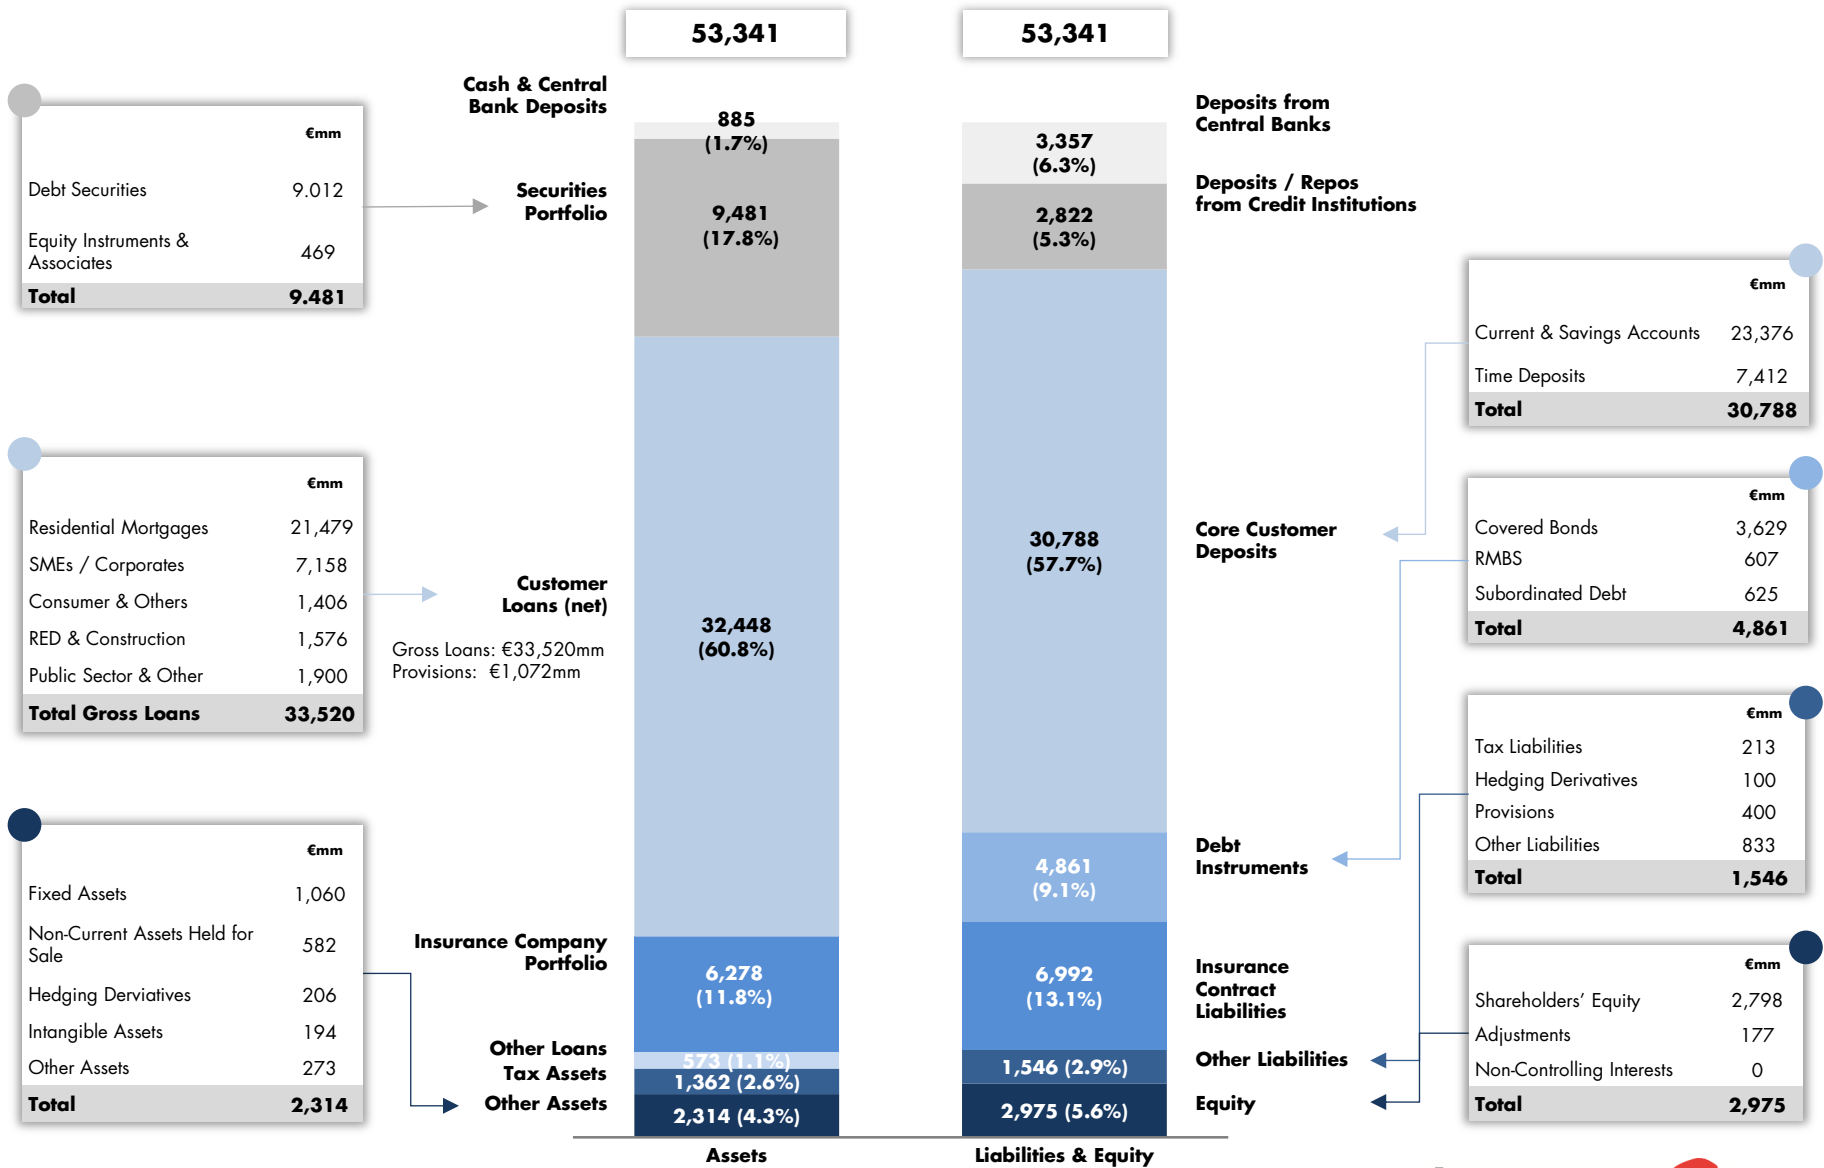 53,341
53,341
Cash & Central
Bank Deposits
885
(1.7%)
Securities
Portfolio
9,481
(17.8%)
Customer
Loans (net)
Gross Loans: €33,520mm
Provisions:  €1,072mm
32,448
(60.8%)
Insurance Company
Portfolio
6,278
(11.8%)
Other Loans
573 (1.1%)
Tax Assets
1,362 (2.6%)
Other Assets
2,314 (4.3%)
Assets
€mm
Debt Securities 9.012
Equity Instruments &
Associates 469
Total 9.481
€mm
Residential Mortgages 21,479
SMEs / Corporates 7,158
Consumer & Others 1,406
RED & Construction 1,576
Public Sector & Other 1,900
Total Gross Loans 33,520
€mm
Fixed Assets 1,060
Non-Current Assets Held for
Sale 582
Hedging Derviatives 206
Intangible Assets 194
Other Assets 273
Total 2,314
Deposits from
Central Banks
3,357
(6.3%)
Deposits / Repos
from Credit Institutions
2,822
(5.3%)
Core Customer
Deposits
30,788
(57.7%)
Debt
Instruments
4,861
(9.1%)
Insurance
Contract
Liabilities
6,992
(13.1%)
Other Liabilities
1,546 (2.9%)
Equity
2,975 (5.6%)
Liabilities & Equity
€mm
Current & Savings Accounts 23,376
Time Deposits 7,412
Total 30,788
€mm
Covered Bonds 3,629
RMBS 607
Subordinated Debt 625
Total 4,861
€mm
Tax Liabilities 213
Hedging Derivatives 100
Provisions 400
Other Liabilities 833
Total 1,546
€mm
Shareholders' Equity 2,798
Adjustments 177
Non-Controlling Interests 0
Total 2,975